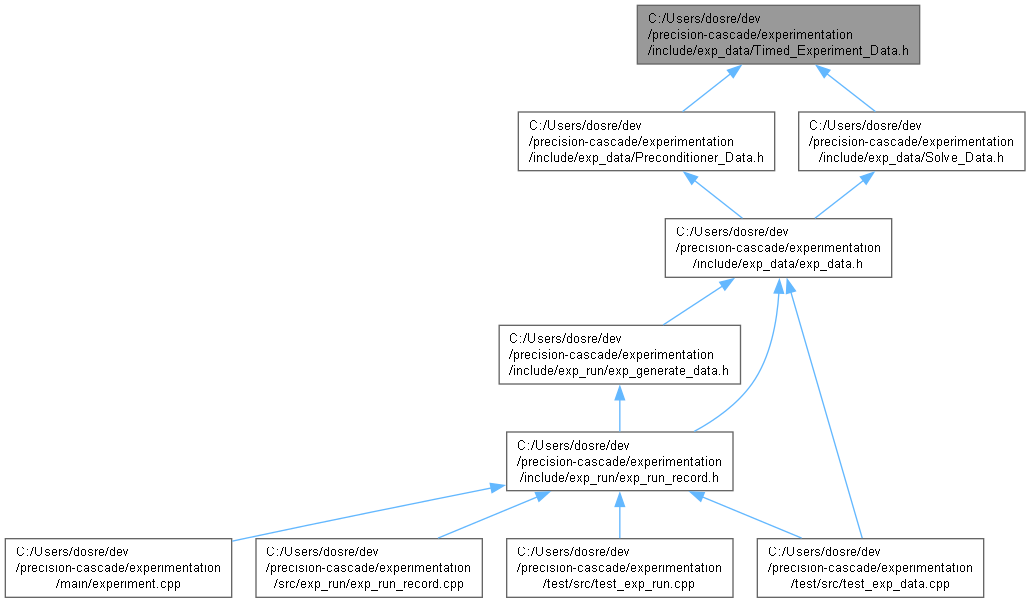 C:/Users/dosre/dev
/precision-cascade/experimentation
/include/exp_data/Timed_Experiment_Data.h
C:/Users/dosre/dev
/precision-cascade/experimentation
/include/exp_data/Preconditioner_Data.h
C:/Users/dosre/dev
/precision-cascade/experimentation
/include/exp_data/Solve_Data.h
C:/Users/dosre/dev
/precision-cascade/experimentation
/include/exp_data/exp_data.h
C:/Users/dosre/dev
/precision-cascade/experimentation
/include/exp_run/exp_generate_data.h
C:/Users/dosre/dev
/precision-cascade/experimentation
/include/exp_run/exp_run_record.h
C:/Users/dosre/dev
/precision-cascade/experimentation
/main/experiment.cpp
C:/Users/dosre/dev
/precision-cascade/experimentation
/src/exp_run/exp_run_record.cpp
C:/Users/dosre/dev
/precision-cascade/experimentation
/test/src/test_exp_run.cpp
C:/Users/dosre/dev
/precision-cascade/experimentation
/test/src/test_exp_data.cpp